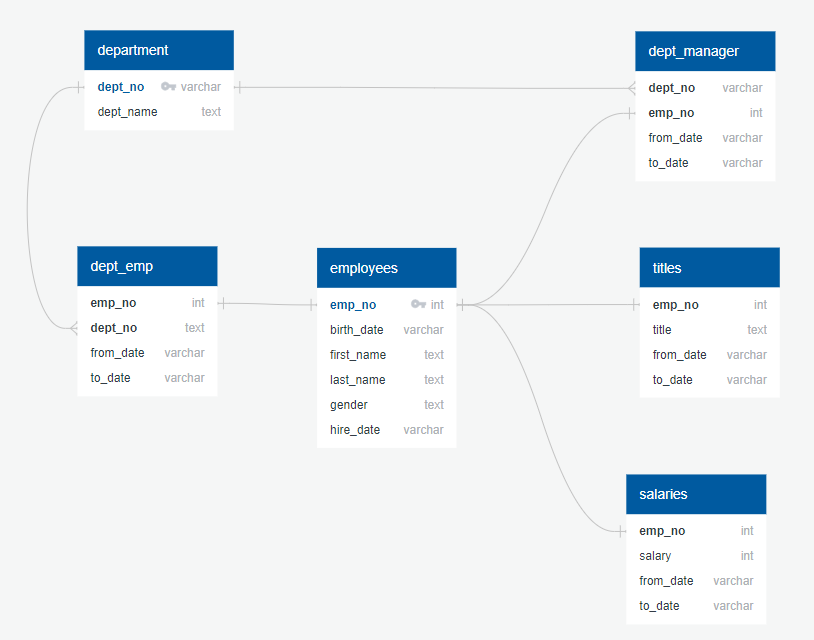 department
dept_no varchar
dept_name text
dept_manager
dept_no varchar
emp_no int
from_date varchar
to_date varchar
dept_emp
emp_no int
dept_no text
from_date varchar
to_date varchar
employees
emp_no int
birth_date varchar
first_name text
last_name text
gender text
hire_date varchar
titles
emp_no int
title text
from_date varchar
to_date varchar
salaries
emp_no int
salary int
from_date varchar
to_date varchar